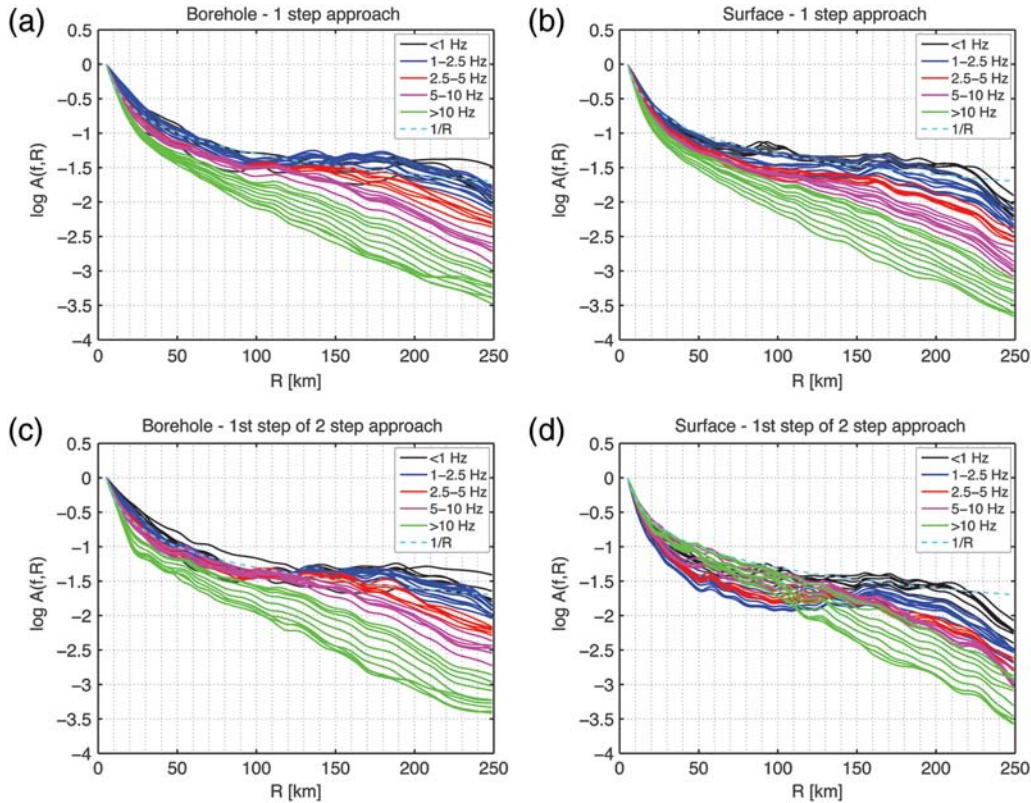 (a)
Borehole - 1 step approach
0.5
0
−0.5
−1
−1.5
−2
−2.5
−3
−3.5
−4
log A(f,R)
0 50 100 150 200 250
R [km]
<1 Hz
1−2.5 Hz
2.5−5 Hz
5−10 Hz
>10 Hz
1/R
(b)
Surface - 1 step approach
0.5
0
−0.5
−1
−1.5
−2
−2.5
−3
−3.5
−4
log A(f,R)
0 50 100 150 200 250
R [km]
<1 Hz
1−2.5 Hz
2.5−5 Hz
5−10 Hz
>10 Hz
1/R
(c)
Borehole - 1st step of 2 step approach
0.5
0
−0.5
−1
−1.5
−2
−2.5
−3
−3.5
−4
log A(f,R)
0 50 100 150 200 250
R [km]
<1 Hz
1−2.5 Hz
2.5−5 Hz
5−10 Hz
>10 Hz
1/R
(d)
Surface - 1st step of 2 step approach
0.5
0
−0.5
−1
−1.5
−2
−2.5
−3
−3.5
−4
log A(f,R)
0 50 100 150 200 250
R [km]
<1 Hz
1−2.5 Hz
2.5−5 Hz
5−10 Hz
>10 Hz
1/R